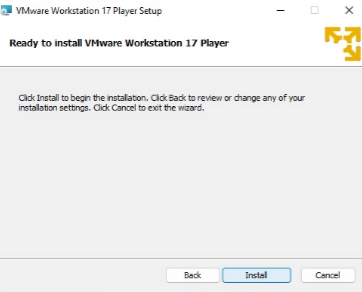 VMware Workstation 17 Player Setup
Ready to install VMware Workstation 17 Player
Click Install to begin the installation. Click Back to review or change any of your
installation settings. Click Cancel to exit the wizard.
Back Install Cancel